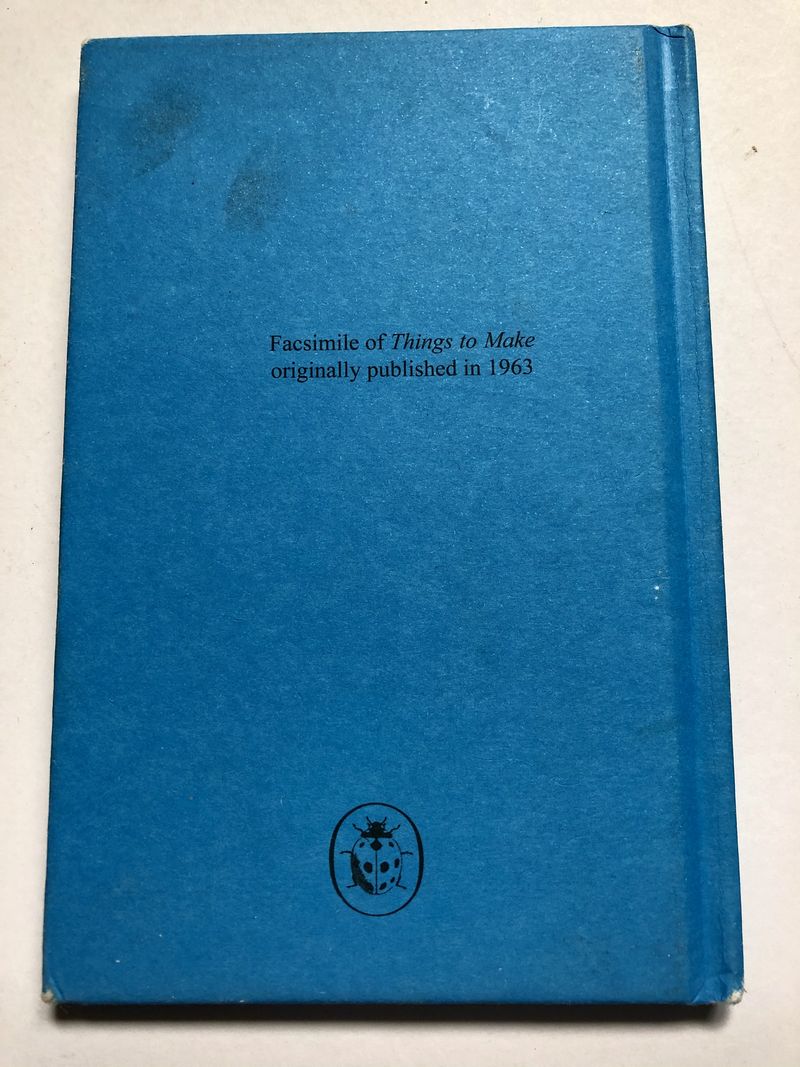 Facsimile of Things to Make
originally published in 1963